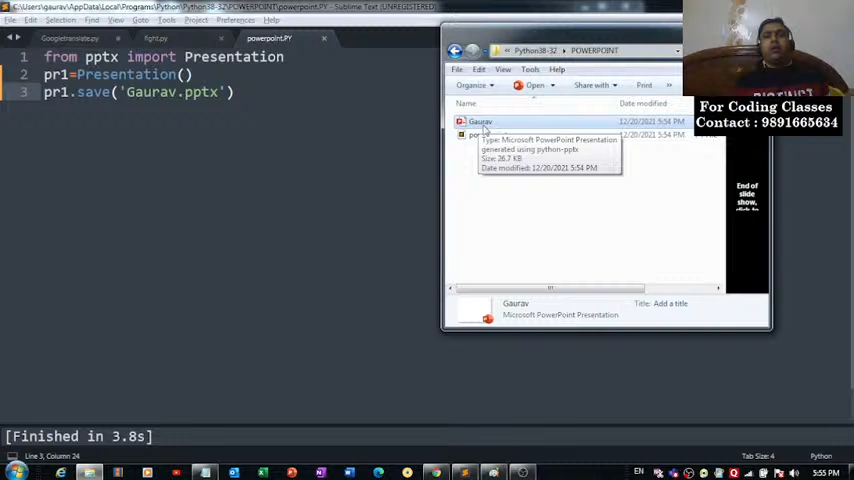 C:\Users\gaurav\AppData\Local\Programs\Python\Python38-32\POWERPOINT\powerpoint.PY - Sublime Text (UNREGISTERED)
File Edit Selection Find View Goto Tools Project Preferences Help
Googletranslate.py fight.py powerpoint.PY
1 from pptx import Presentation
2 pr1=Presentation()
3 pr1.save('Gaurav.pptx')
Python38-32 POWERPOINT
File Edit View Tools Help
Organize Open Share with Print »
Name Date modified
Gaurav 12/20/2021 5:54 PM
12/20/2021 5:54 PM
Type: Microsoft PowerPoint Presentation
generated using python-pptx
Size: 26.7 KB
Date modified: 12/20/2021 5:54 PM
End of
slide
show,
click to
Gaurav Title: Add a title
Microsoft PowerPoint Presentation
DISTINCT
For Coding Classes
Contact : 9891665634
[Finished in 3.8s]
Line 3, Column 24 Tab Size: 4 Python
EN 5:55 PM